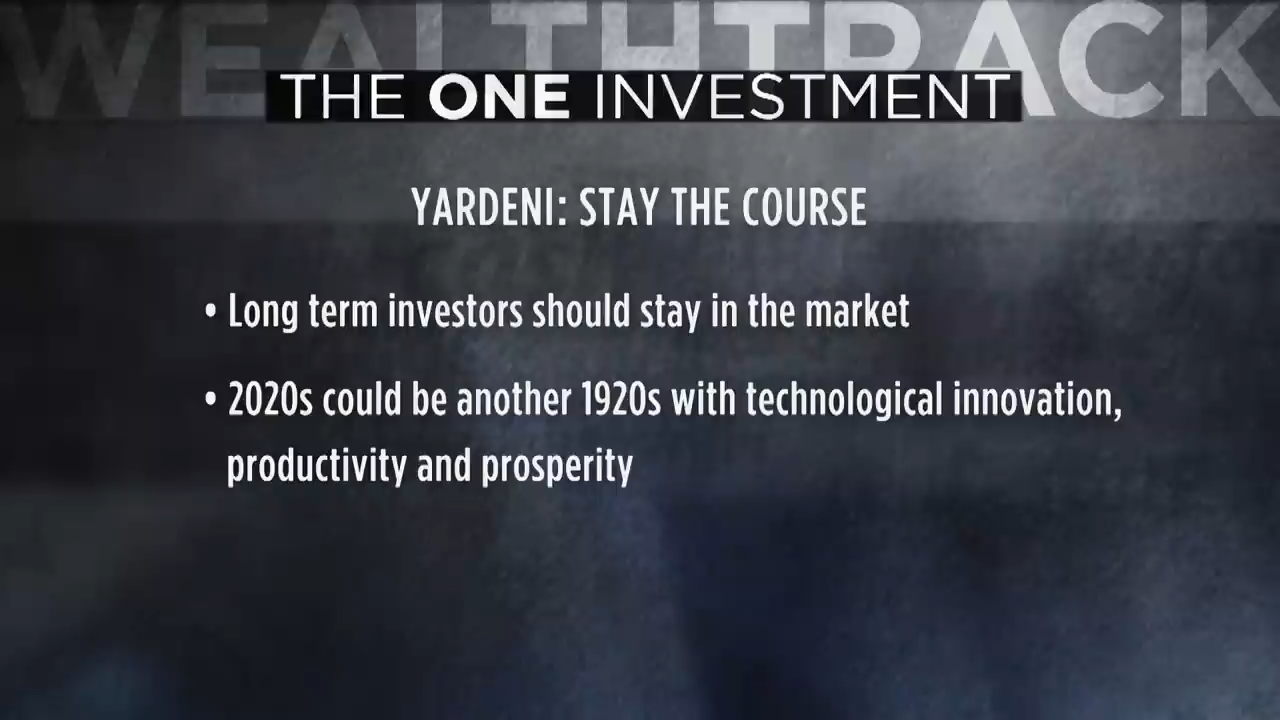 WEALTHTRACK
THE ONE INVESTMENT
YARDENI: STAY THE COURSE
• Long term investors should stay in the market
• 2020s could be another 1920s with technological innovation,
productivity and prosperity